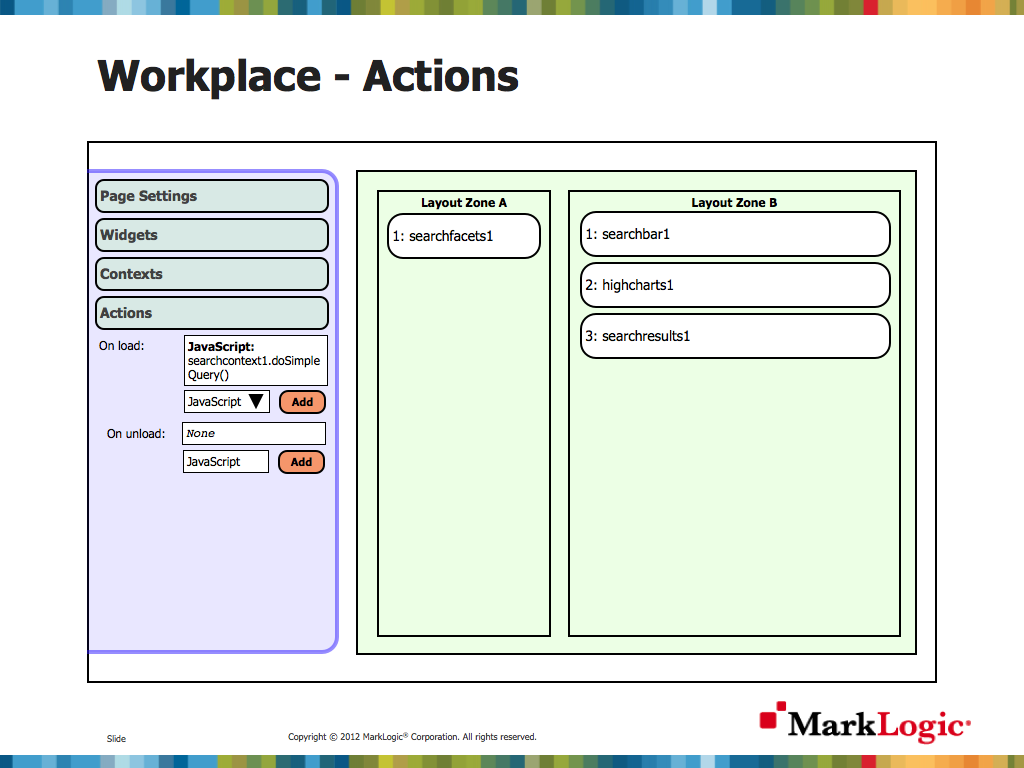 Workplace - Actions
Page Settings
Widgets
Contexts
Actions
On load:
JavaScript:
searchcontext1.doSimple
Query()
JavaScript
Add
On unload:
None
JavaScript
Add
Layout Zone A
1: searchfacets1
Layout Zone B
1: searchbar1
2: highcharts1
3: searchresults1
Slide
Copyright © 2012 MarkLogic® Corporation. All rights reserved.
MarkLogic